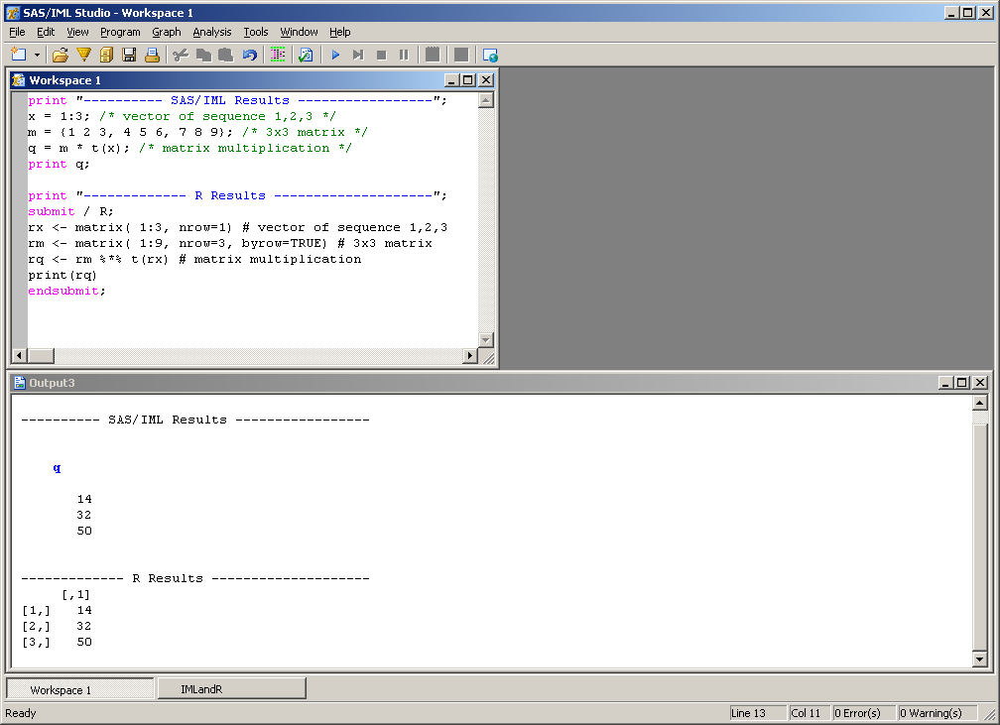 SAS/IML Studio - Workspace 1
File Edit View Program Graph Analysis Tools Window Help
Workspace 1
print "---------- SAS/IML Results -----------------";
x = 1:3; /* vector of sequence 1,2,3 */
m = {1 2 3, 4 5 6, 7 8 9}; /* 3x3 matrix */
q = m * t(x); /* matrix multiplication */
print q;
print "------------- R Results --------------------";
submit / R;
rx <- matrix( 1:3, nrow=1) # vector of sequence 1,2,3
rm <- matrix( 1:9, nrow=3, byrow=TRUE) # 3x3 matrix
rq <- rm %*% t(rx) # matrix multiplication
print(rq)
endsubmit;
Output3
---------- SAS/IML Results -----------------
q
14
32
50
------------- R Results --------------------
[,1]
[1,] 14
[2,] 32
[3,] 50
Workspace 1 IMLandR
Ready Line 13 Col 11 0 Error(s) 0 Warning(s)